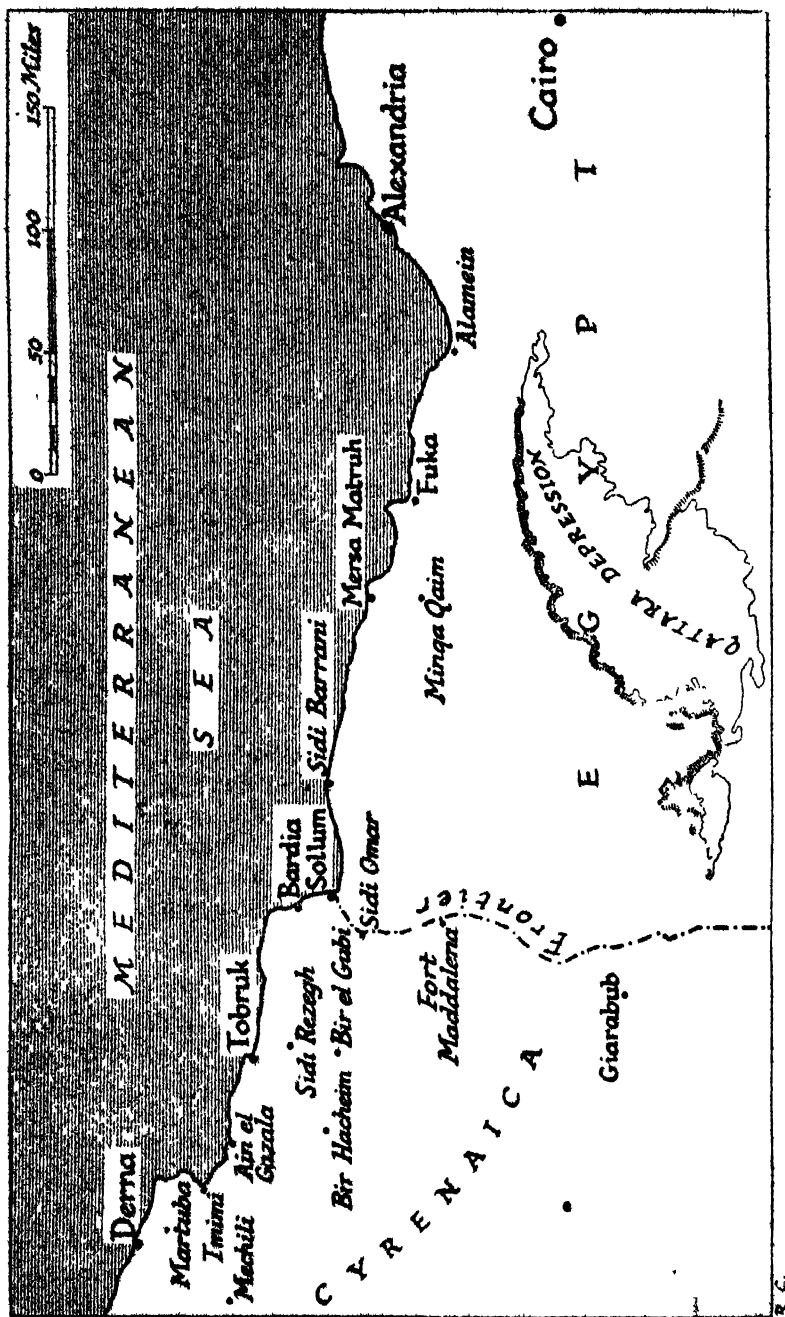 0 50 100 150 Miles
MEDITERRANEAN
SEA
Derna
Martuba
Imimi
Mechili
Ain el
Gazala
Tobruk
Bardia
Sollum
Sidi Barrani
Mersa Matruh
Fuka
Alamein
Alexandria
Cairo
Sidi Rezegh
Bir Hacheim
Bir el Gubi
Sidi Omar
Minqa Qaim
Fort
Maddalena
Frontier
Giarabub
CYRENAICA
EGYPT
QATTARA DEPRESSION
R. C.